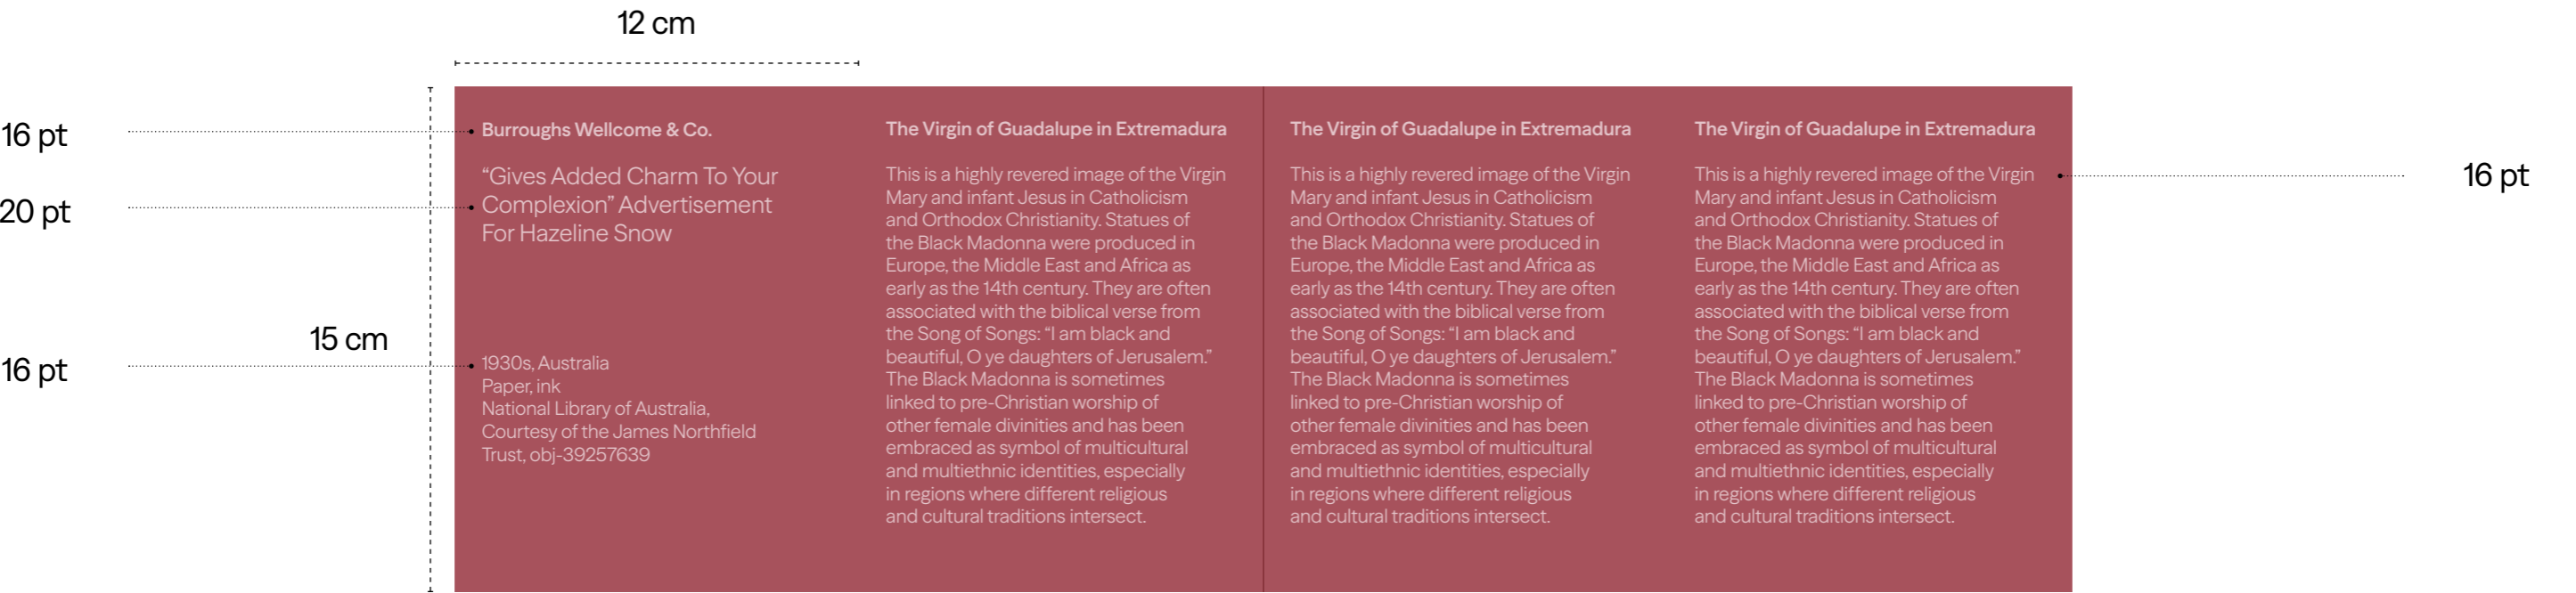 12 cm
16 pt
20 pt
15 cm
16 pt
Burroughs Wellcome & Co.
“Gives Added Charm To Your
Complexion” Advertisement
For Hazeline Snow
1930s, Australia
Paper, ink
National Library of Australia,
Courtesy of the James Northfield
Trust, obj-39257639
The Virgin of Guadalupe in Extremadura
This is a highly revered image of the Virgin
Mary and infant Jesus in Catholicism
and Orthodox Christianity. Statues of
the Black Madonna were produced in
Europe, the Middle East and Africa as
early as the 14th century. They are often
associated with the biblical verse from
the Song of Songs: “I am black and
beautiful, O ye daughters of Jerusalem.”
The Black Madonna is sometimes
linked to pre-Christian worship of
other female divinities and has been
embraced as symbol of multicultural
and multiethnic identities, especially
in regions where different religious
and cultural traditions intersect.
The Virgin of Guadalupe in Extremadura
This is a highly revered image of the Virgin
Mary and infant Jesus in Catholicism
and Orthodox Christianity. Statues of
the Black Madonna were produced in
Europe, the Middle East and Africa as
early as the 14th century. They are often
associated with the biblical verse from
the Song of Songs: “I am black and
beautiful, O ye daughters of Jerusalem.”
The Black Madonna is sometimes
linked to pre-Christian worship of
other female divinities and has been
embraced as symbol of multicultural
and multiethnic identities, especially
in regions where different religious
and cultural traditions intersect.
The Virgin of Guadalupe in Extremadura
This is a highly revered image of the Virgin
Mary and infant Jesus in Catholicism
and Orthodox Christianity. Statues of
the Black Madonna were produced in
Europe, the Middle East and Africa as
early as the 14th century. They are often
associated with the biblical verse from
the Song of Songs: “I am black and
beautiful, O ye daughters of Jerusalem.”
The Black Madonna is sometimes
linked to pre-Christian worship of
other female divinities and has been
embraced as symbol of multicultural
and multiethnic identities, especially
in regions where different religious
and cultural traditions intersect.
16 pt